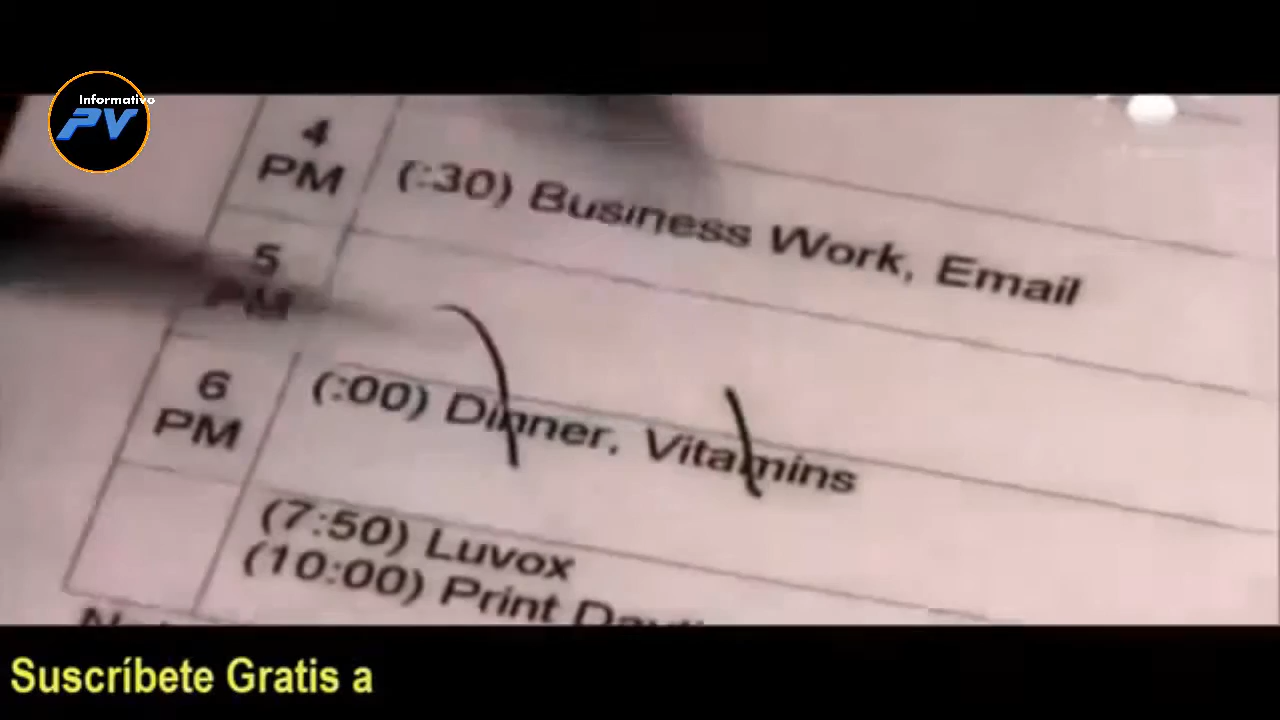 Informativo
PV
4
PM
(:30) Business Work, Email
5
PM
6
PM
(:00) Dinner, Vitamins
(7:50) Luvox
(10:00) Print
Suscríbete Gratis a